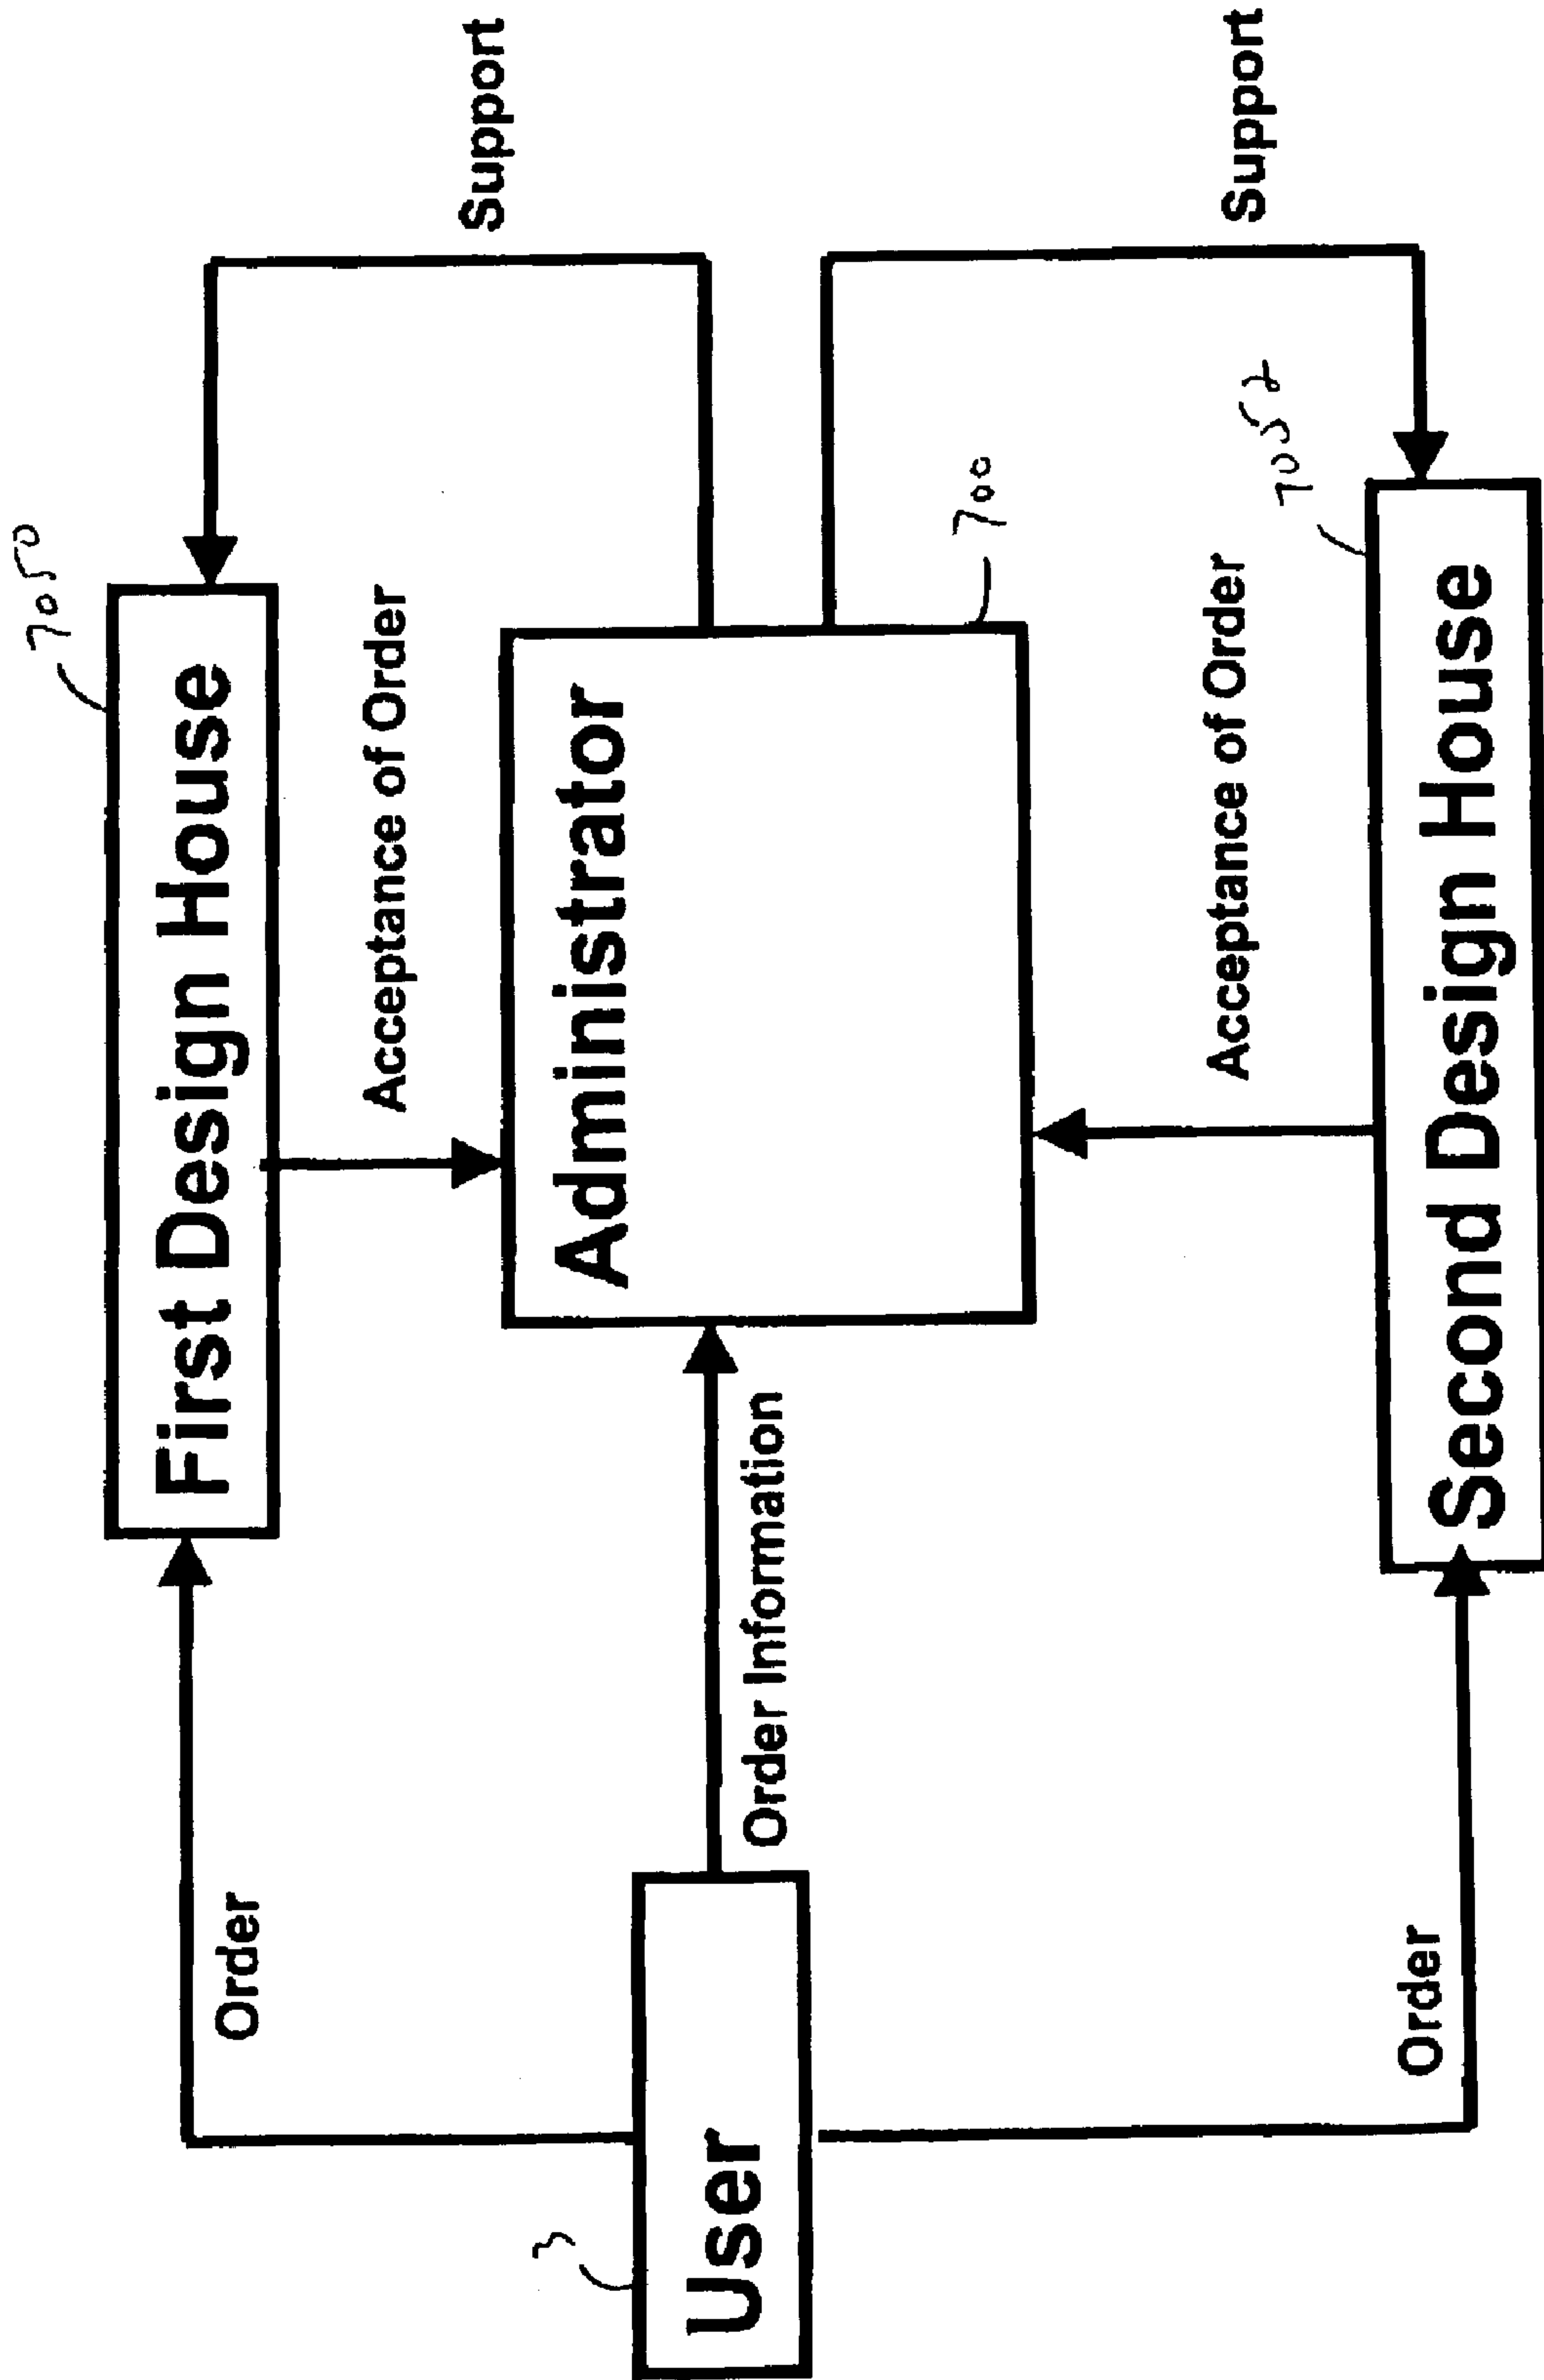 7050
First Design House
Order
Acceptance of Order
Support
3
User
Order Information
Administrator
700
Order
Acceptance of Order
Support
7052
Second Design House